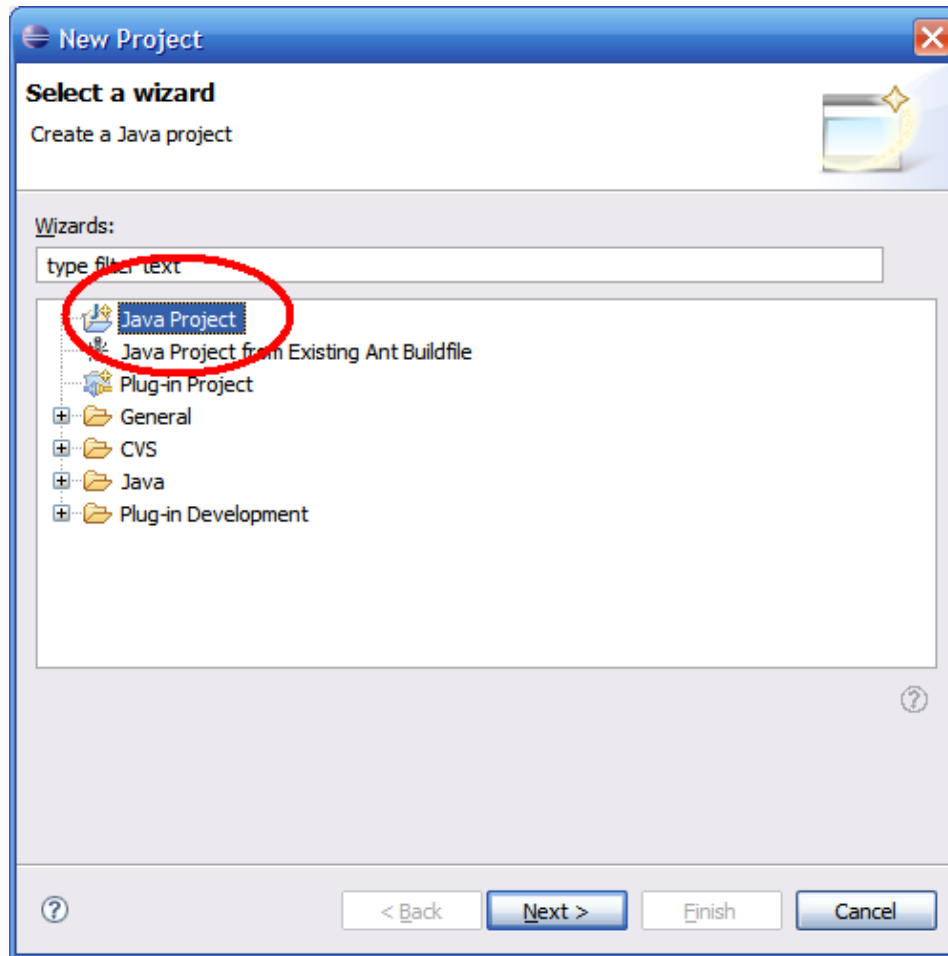 New Project
Select a wizard
Create a Java project
Wizards:
type filter text
Java Project
Java Project from Existing Ant Buildfile
Plug-in Project
General
CVS
Java
Plug-in Development
< Back Next > Finish Cancel